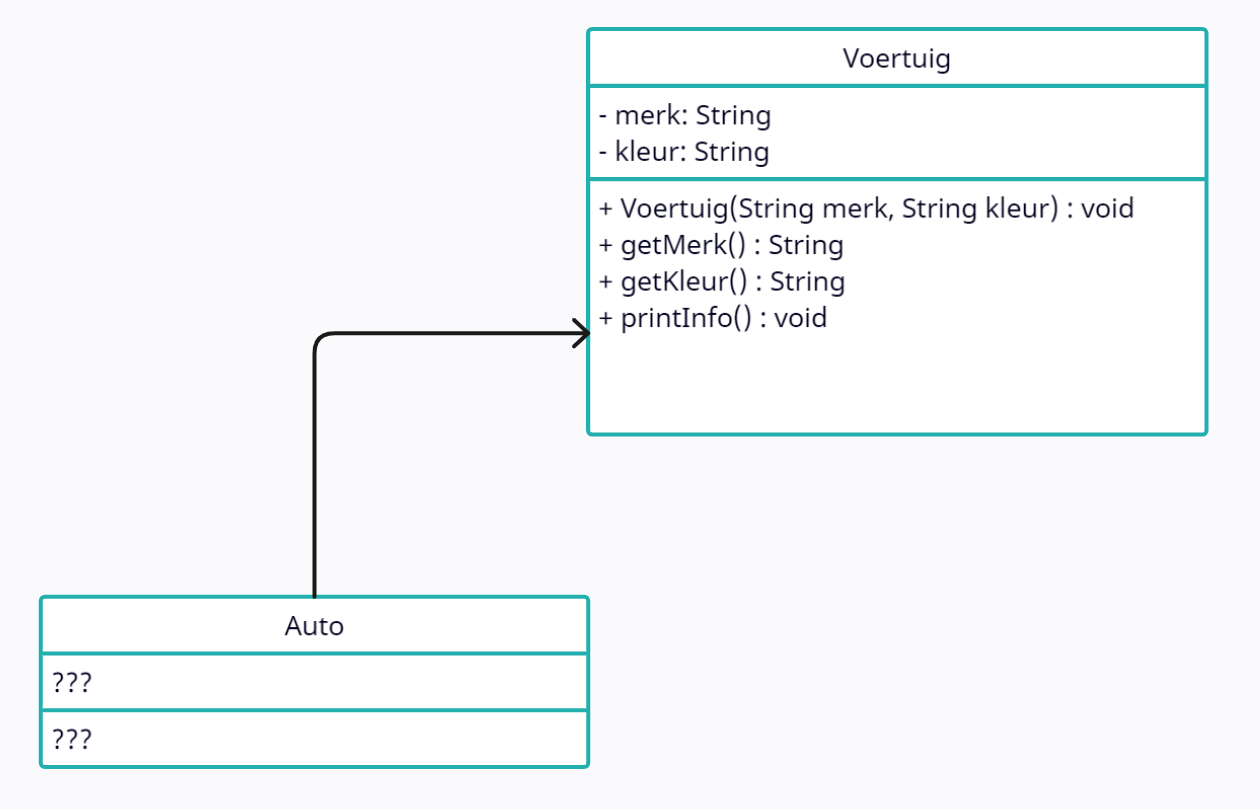 Voertuig
- merk: String
- kleur: String
+ Voertuig(String merk, String kleur) : void
+ getMerk() : String
+ getKleur() : String
+ printInfo() : void
Auto
???
???